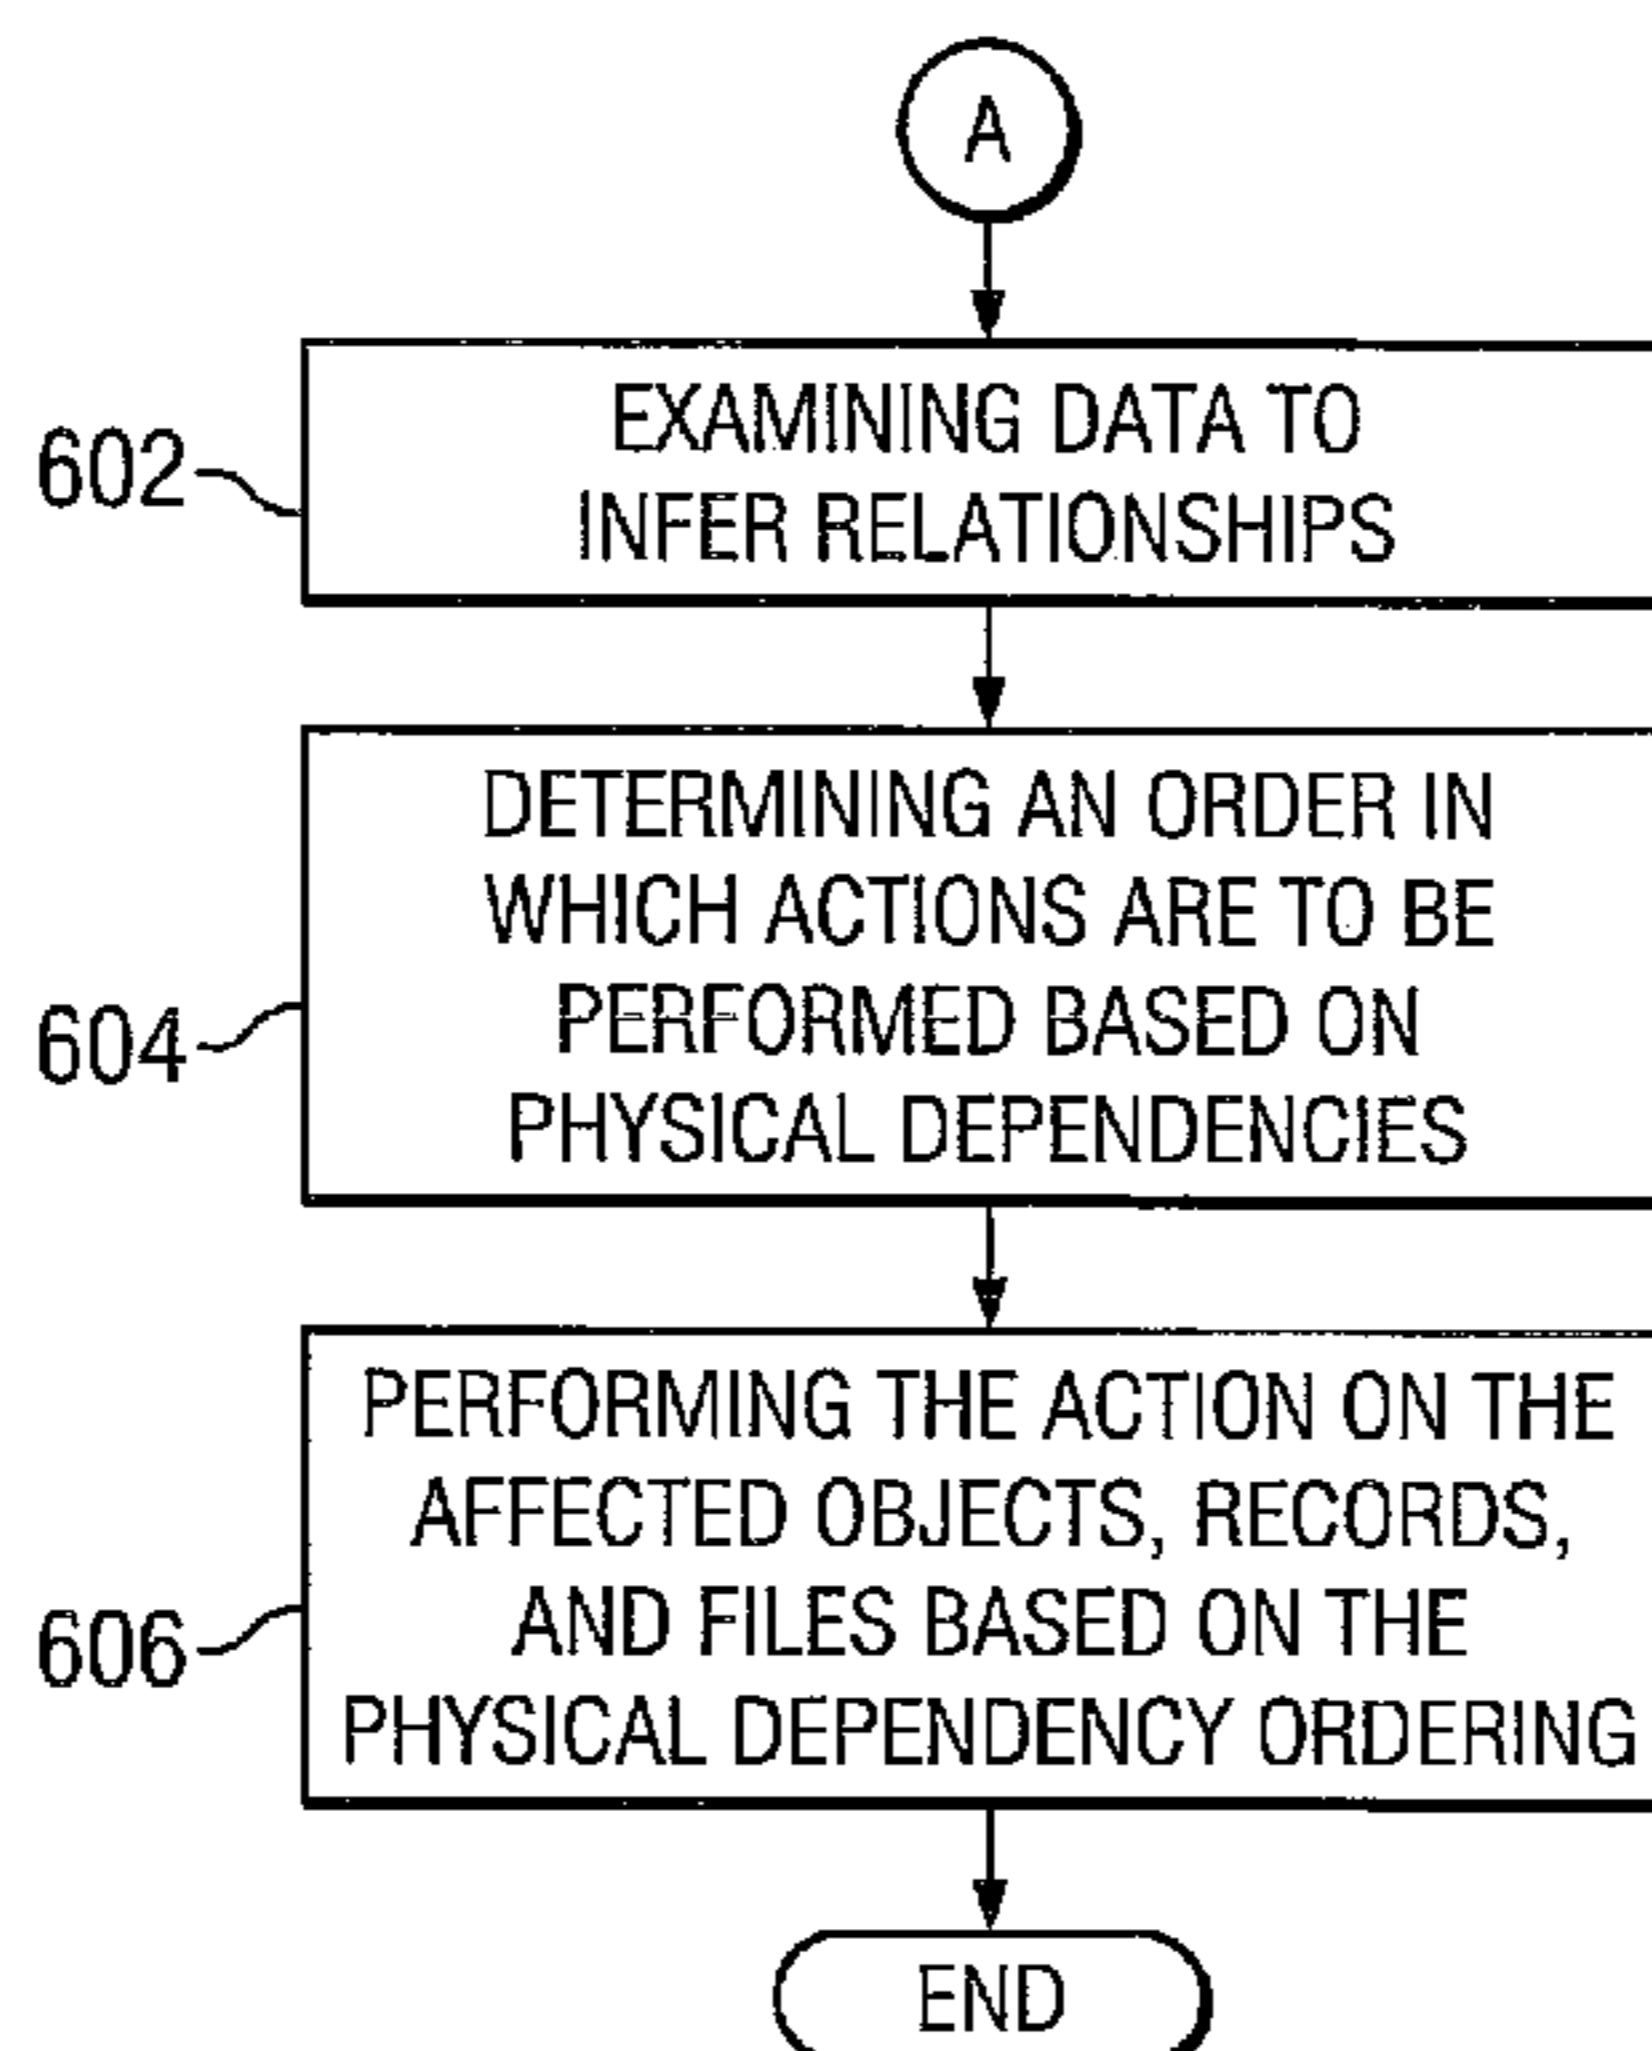 A
602
EXAMINING DATA TO
INFER RELATIONSHIPS
604
DETERMINING AN ORDER IN
WHICH ACTIONS ARE TO BE
PERFORMED BASED ON
PHYSICAL DEPENDENCIES
606
PERFORMING THE ACTION ON THE
AFFECTED OBJECTS, RECORDS,
AND FILES BASED ON THE
PHYSICAL DEPENDENCY ORDERING
END